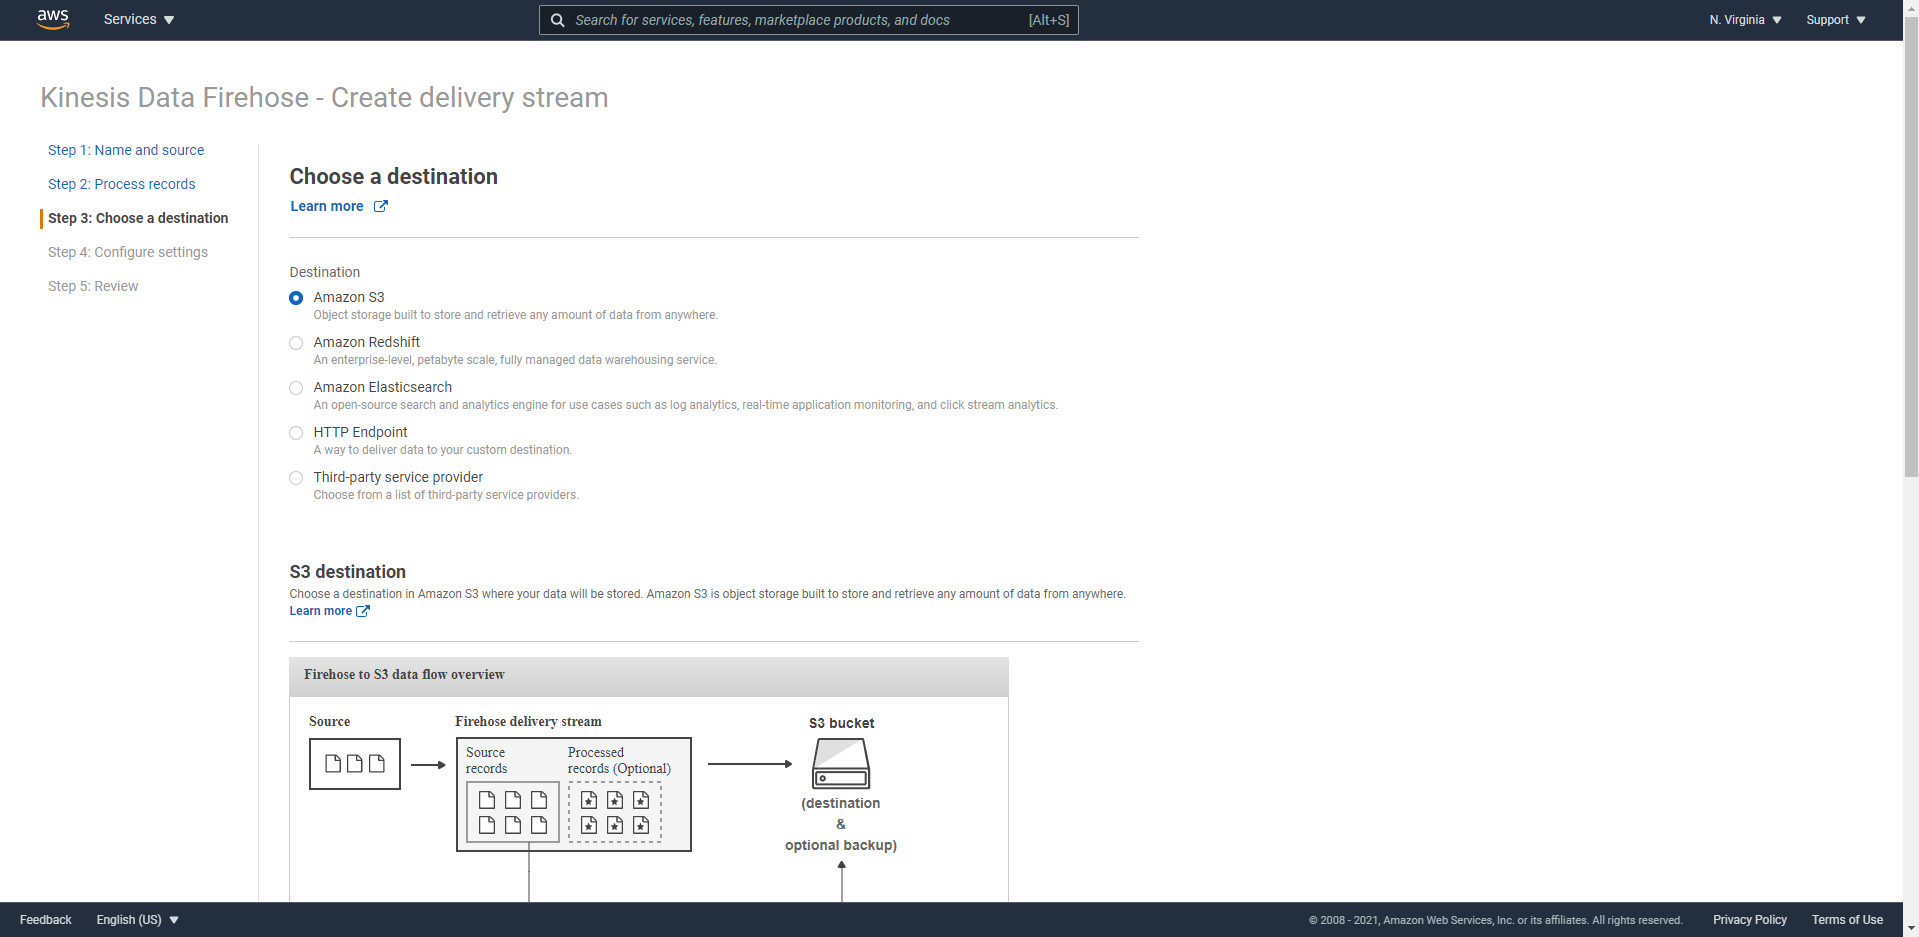 aws
Services
Search for services, features, marketplace products, and docs
[Alt+S]
N. Virginia
Support
Kinesis Data Firehose - Create delivery stream
Step 1: Name and source
Step 2: Process records
Step 3: Choose a destination
Step 4: Configure settings
Step 5: Review
Choose a destination
Learn more
Destination
Amazon S3
Object storage built to store and retrieve any amount of data from anywhere.
Amazon Redshift
An enterprise-level, petabyte scale, fully managed data warehousing service.
Amazon Elasticsearch
An open-source search and analytics engine for use cases such as log analytics, real-time application monitoring, and click stream analytics.
HTTP Endpoint
A way to deliver data to your custom destination.
Third-party service provider
Choose from a list of third-party service providers.
S3 destination
Choose a destination in Amazon S3 where your data will be stored. Amazon S3 is object storage built to store and retrieve any amount of data from anywhere.
Learn more
Firehose to S3 data flow overview
Source
Firehose delivery stream
Source
records
Processed
records (Optional)
S3 bucket
(destination
&
optional backup)
Feedback
English (US)
© 2008 - 2021, Amazon Web Services, Inc. or its affiliates. All rights reserved.
Privacy Policy
Terms of Use